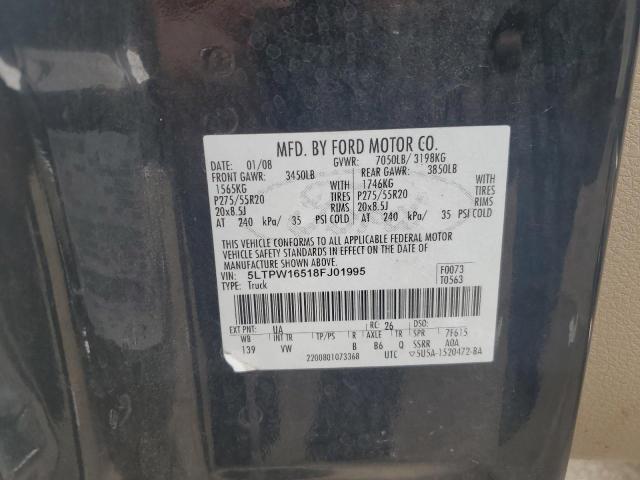 MFD. BY FORD MOTOR CO.
DATE: 01/08 GVWR: 7050LB/ 3198KG
FRONT GAWR: 3450LB REAR GAWR: 3850LB
1565KG WITH 1746KG WITH
P275/55R20 TIRES P275/55R20 TIRES
20x8.5J RIMS 20x8.5J RIMS
AT 240 kPa/ 35 PSI COLD AT 240 kPa/ 35 PSI COLD
THIS VEHICLE CONFORMS TO ALL APPLICABLE FEDERAL MOTOR
VEHICLE SAFETY STANDARDS IN EFFECT ON THE DATE OF
MANUFACTURE SHOWN ABOVE.
VIN: 5LTPW16518FJ01995 F0073
TYPE: Truck T0563
EXT PNT: UA RC: 26 DSO:
WB INT TR TP/PS R AXLE TR SPR 7F615
139 VW B B6 Q SSRR A0A
2200801073368 UTC ▽5U5A-1520472-BA